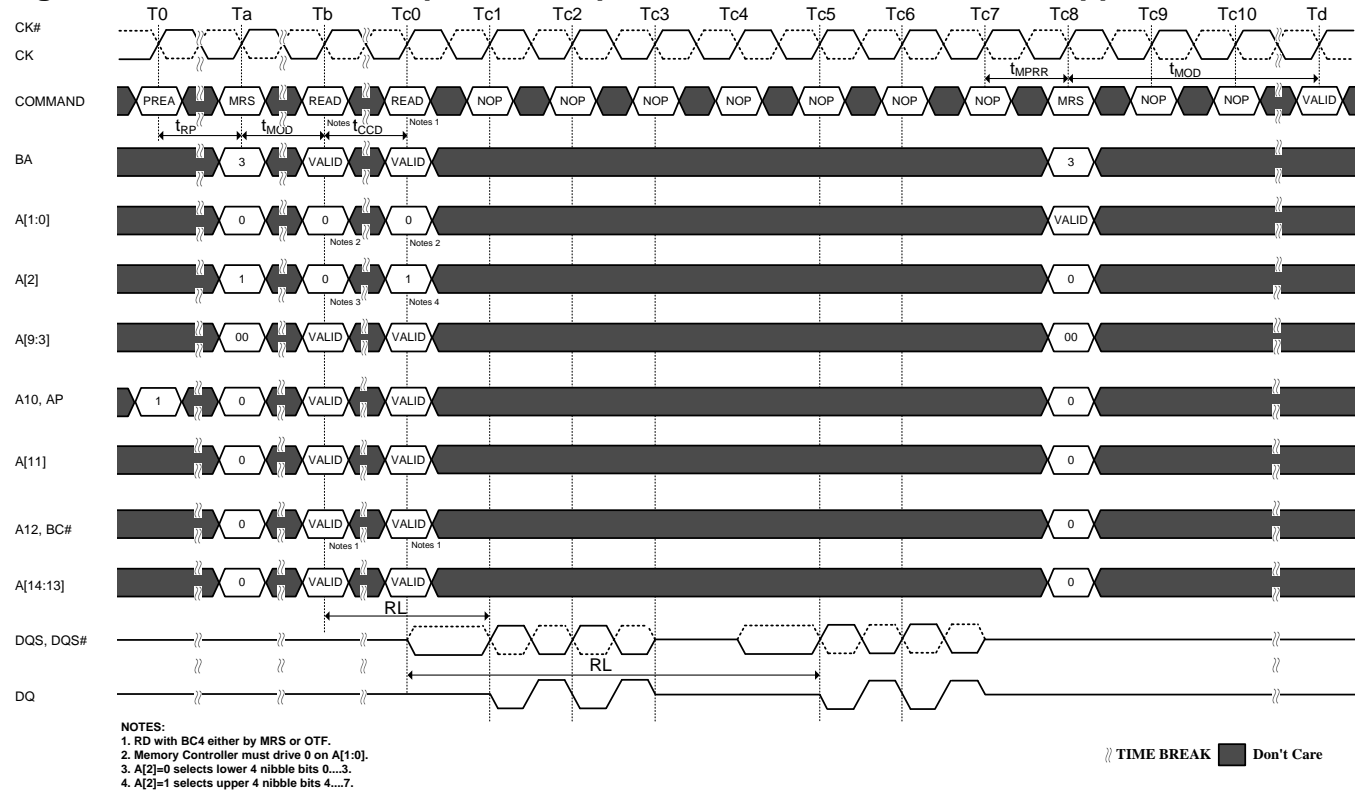 T0 Ta Tb Tc0 Tc1 Tc2 Tc3 Tc4 Tc5 Tc6 Tc7 Tc8 Tc9 Tc10 Td
CK#
CK
tMPRR tMOD
COMMAND PREA MRS READ READ NOP NOP NOP NOP NOP NOP NOP MRS NOP NOP VALID
Notes 1 Notes 1
tRP tMOD tCCD
BA 3 VALID VALID 3
A[1:0] 0 0 0 VALID
Notes 2 Notes 2
A[2] 1 0 1 0
Notes 3 Notes 4
A[9:3] 00 VALID VALID 00
A10, AP 1 0 VALID VALID 0
A[11] 0 VALID VALID 0
A12, BC# 0 VALID VALID 0
Notes 1 Notes 1
A[14:13] 0 VALID VALID 0
RL
DQS, DQS#
RL
DQ
NOTES:
1. RD with BC4 either by MRS or OTF.
2. Memory Controller must drive 0 on A[1:0].
3. A[2]=0 selects lower 4 nibble bits 0....3.
4. A[2]=1 selects upper 4 nibble bits 4....7.
TIME BREAK Don't Care